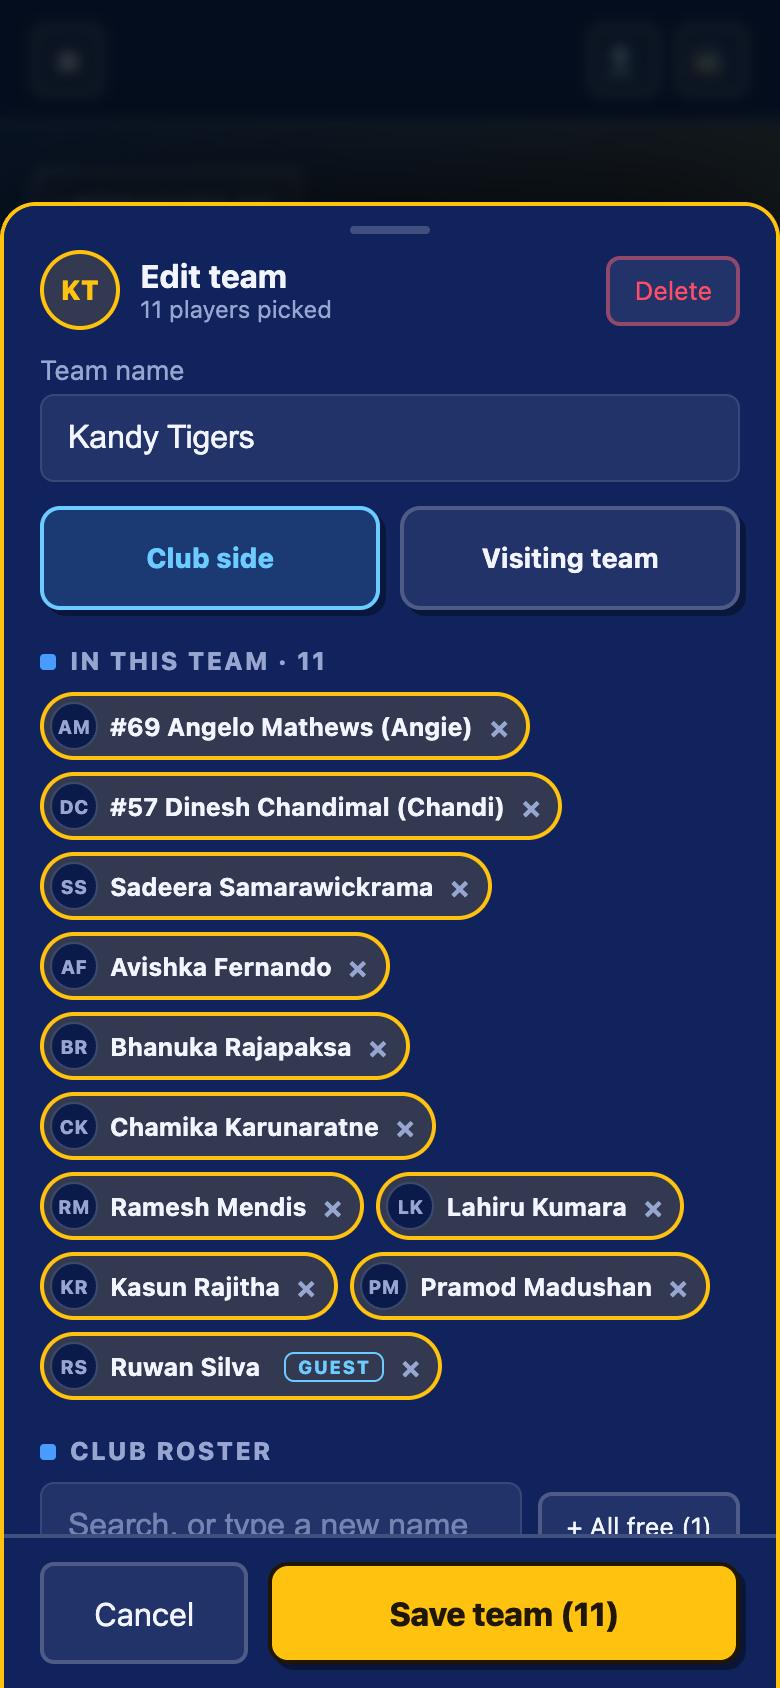 KT
Edit team
11 players picked
Delete
Team name
Kandy Tigers
Club side
Visiting team
IN THIS TEAM · 11
AM #69 Angelo Mathews (Angie) ×
DC #57 Dinesh Chandimal (Chandi) ×
SS Sadeera Samarawickrama ×
AF Avishka Fernando ×
BR Bhanuka Rajapaksa ×
CK Chamika Karunaratne ×
RM Ramesh Mendis × LK Lahiru Kumara ×
KR Kasun Rajitha × PM Pramod Madushan ×
RS Ruwan Silva GUEST ×
CLUB ROSTER
Search, or type a new name + All free (1)
Cancel Save team (11)